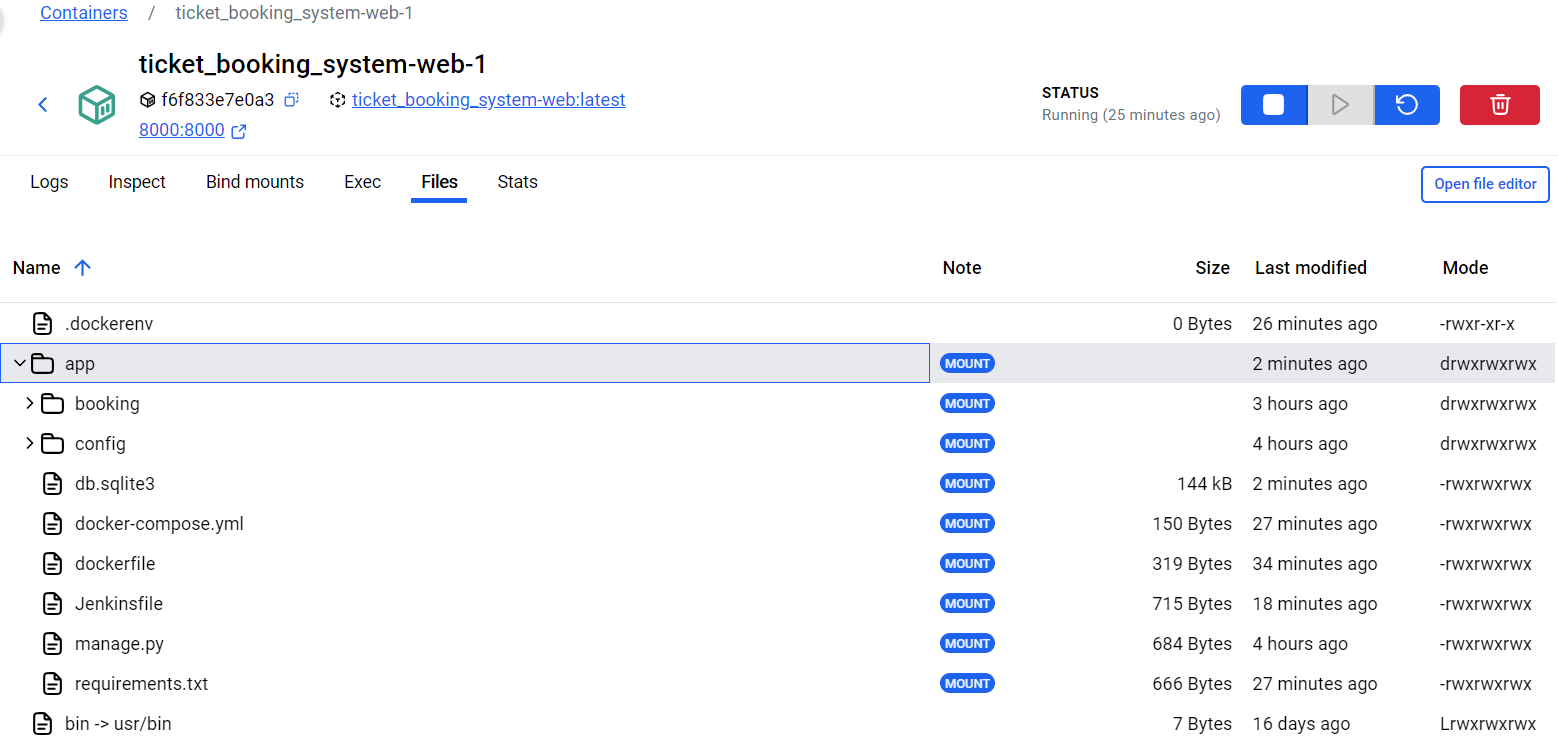 Containers / ticket_booking_system-web-1
ticket_booking_system-web-1
f6f833e7e0a3 ticket_booking_system-web:latest
8000:8000
STATUS
Running (25 minutes ago)
Logs Inspect Bind mounts Exec Files Stats Open file editor
Name Note Size Last modified Mode
.dockerenv 0 Bytes 26 minutes ago -rwxr-xr-x
app MOUNT 2 minutes ago drwxrwxrwx
booking MOUNT 3 hours ago drwxrwxrwx
config MOUNT 4 hours ago drwxrwxrwx
db.sqlite3 MOUNT 144 kB 2 minutes ago -rwxrwxrwx
docker-compose.yml MOUNT 150 Bytes 27 minutes ago -rwxrwxrwx
dockerfile MOUNT 319 Bytes 34 minutes ago -rwxrwxrwx
Jenkinsfile MOUNT 715 Bytes 18 minutes ago -rwxrwxrwx
manage.py MOUNT 684 Bytes 4 hours ago -rwxrwxrwx
requirements.txt MOUNT 666 Bytes 27 minutes ago -rwxrwxrwx
bin -> usr/bin 7 Bytes 16 days ago Lrwxrwxrwx